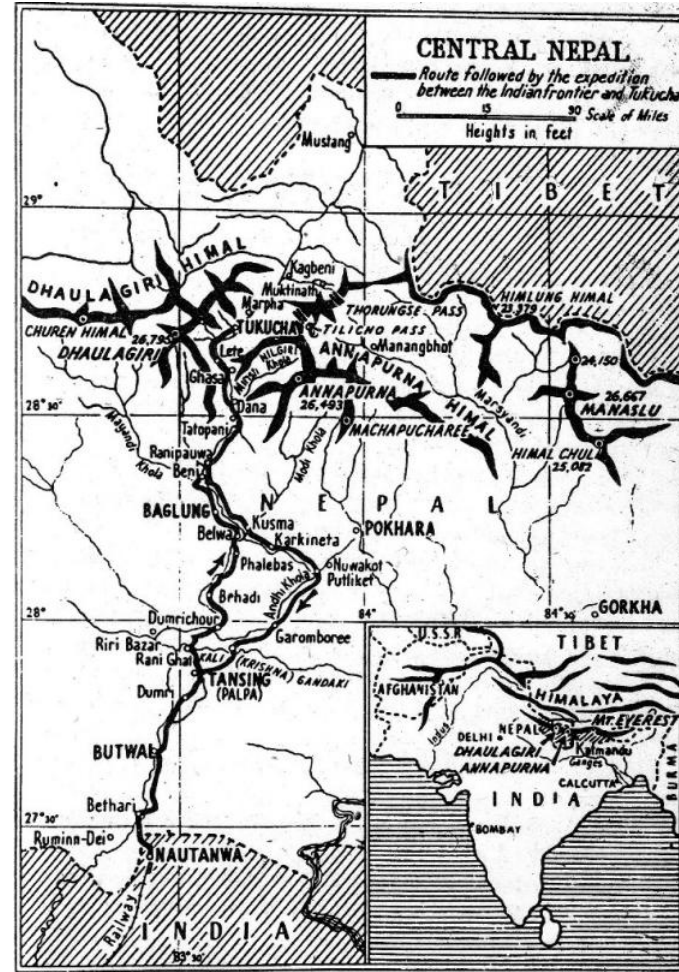 CENTRAL NEPAL
Route followed by the expedition
between the Indian frontier and Tukucha
0 15 30 Scale of Miles
Heights in feet
Mustang
TIBET
29°
DHAULAGIRI HIMAL
Kagbeni
Muktinath
Marpha
THORUNGSE PASS
HIMLUNG HIMAL
23,379
CHUREN HIMAL
26,795
DHAULAGIRI
TUKUCHA
TILICHO PASS
Manangbhot
Lete
NILGIRI
Khola
24,150
Ghasa
ANNAPURNA HIMAL
Marsyandi
Dana
ANNAPURNA
26,493
26,667
MANASLU
28°30'
Tatopani
MACHAPUCHAREE
HIMAL CHULI
25,082
Mayandi
Khola
Ranipauwa
Beni
Modi Khola
NEPAL
BAGLUNG
Kusma
Belwa
Karkineta
POKHARA
Phalebas
Nuwakot
Putliket
Andhi Khola
Behadi
28°
84
84°30'
GORKHA
Dumrichour
Riri Bazar
Garomboree
Rani Ghat
KALI (KRISHNA) GANDAKI
TANSING
(PALPA)
Dumri
BUTWAL
Bethari
27°30'
Ruminn-Dei
NAUTANWA
Railway
INDIA
83°30'
U.S.S.R
TIBET
AFGHANISTAN
HIMALAYA
Indus
MT. EVEREST
DELHI
NEPAL
DHAULAGIRI
Katmandu
ANNAPURNA
Ganges
CALCUTTA
BURMA
INDIA
BOMBAY